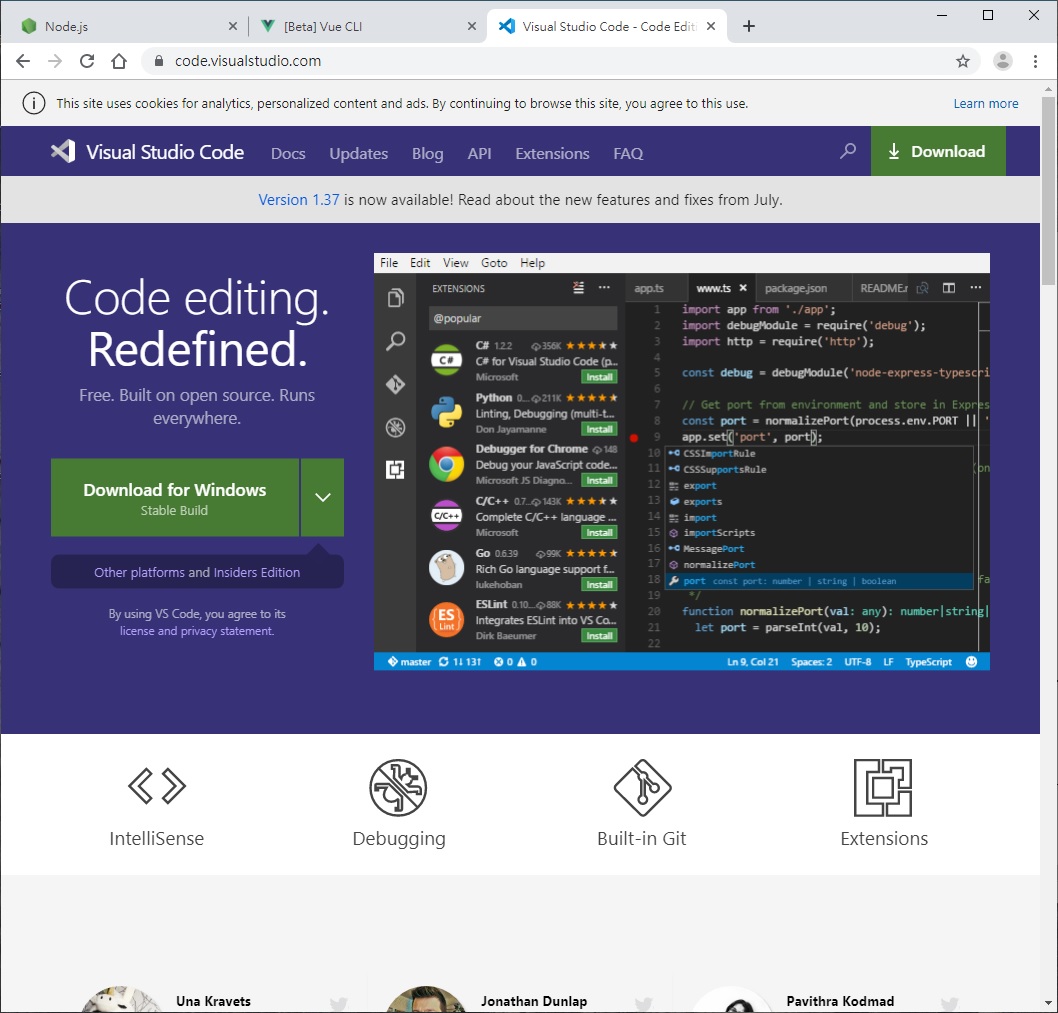 Node.js
[Beta] Vue CLI
Visual Studio Code - Code Edit
code.visualstudio.com
This site uses cookies for analytics, personalized content and ads. By continuing to browse this site, you agree to this use.
Learn more
Visual Studio Code
Docs
Updates
Blog
API
Extensions
FAQ
Download
Version 1.37 is now available! Read about the new features and fixes from July.
Code editing.
Redefined.
Free. Built on open source. Runs
everywhere.
Download for Windows
Stable Build
Other platforms and Insiders Edition
By using VS Code, you agree to its
license and privacy statement.
File Edit View Goto Help
EXTENSIONS
@popular
C# 1.2.2 356K
C# for Visual Studio Code (p...
Microsoft
Install
Python 0... 211K
Linting, Debugging (multi-t...
Don Jayamanne
Install
Debugger for Chrome 148
Debug your JavaScript code...
Microsoft JS Diagno...
Install
C/C++ 0.7... 143K
Complete C/C++ language ...
Microsoft
Install
Go 0.6.39 99K
Rich Go language support f...
lukehoban
Install
ESLint 0.10... 88K
Integrates ESLint into VS Co...
Dirk Baeumer
Install
app.ts
www.ts
package.json
README.r
1 import app from './app';
2 import debugModule = require('debug');
3 import http = require('http');
4
5 const debug = debugModule('node-express-typescri
6
7 // Get port from environment and store in Expres
8 const port = normalizePort(process.env.PORT || '
9 app.set('port', port);
10 CSSImportRule
11 CSSSupportsRule
12 export
13 exports
14 import
15 importScripts
16 MessagePort
17 normalizePort
18 port const port: number | string | boolean
19 */
20 function normalizePort(val: any): number|string|
21 let port = parseInt(val, 10);
22
master 1↓ 13↑ 0 0
Ln 9, Col 21 Spaces: 2 UTF-8 LF TypeScript
IntelliSense
Debugging
Built-in Git
Extensions
Una Kravets
Jonathan Dunlap
Pavithra Kodmad